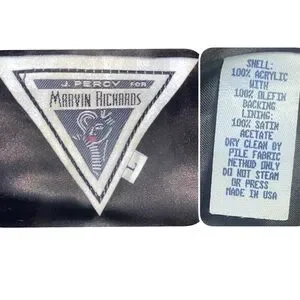 J. PERCY FOR
MARVIN RICHARDS
L
SHELL:
100% ACRYLIC
WITH
100% OLEFIN
BACKING
LINING:
100% SATIN
ACETATE
DRY CLEAN BY
PILE FABRIC
METHOD ONLY
DO NOT STEAM
OR PRESS
MADE IN USA